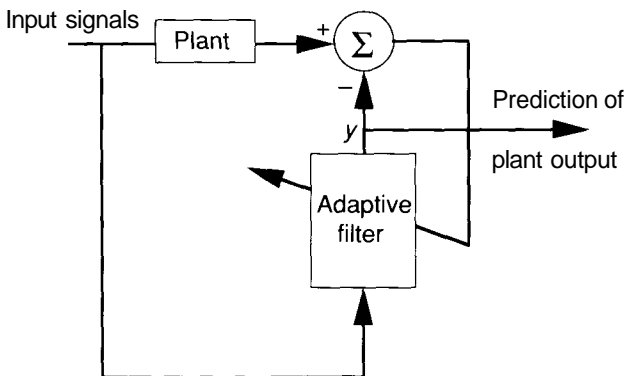 Input signals
Plant
+
Σ
−
Prediction of
y
plant output
Adaptive
filter